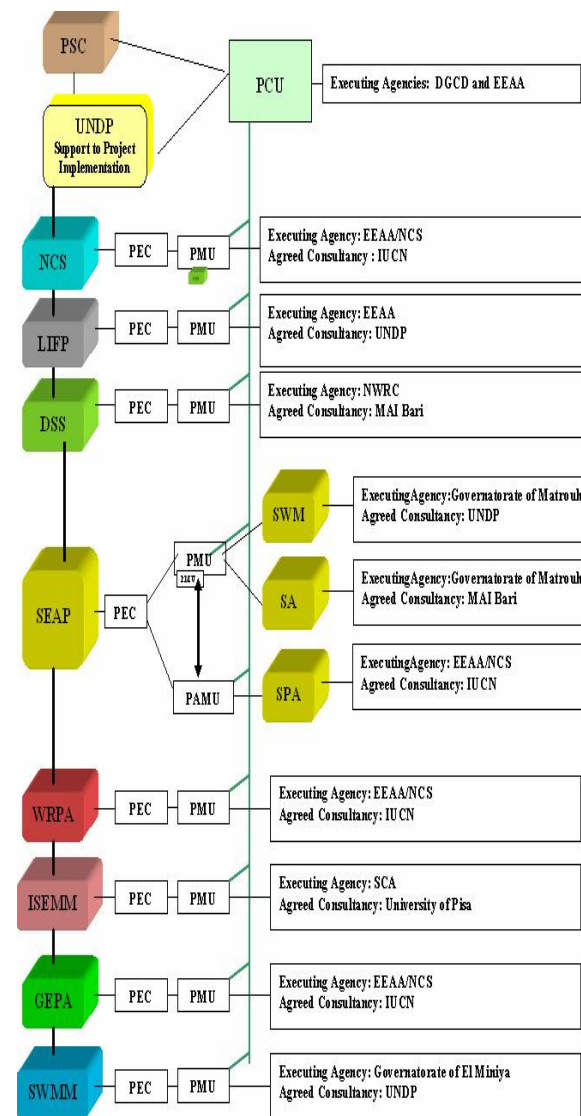 PSC
PCU
Executing Agencies: DGCD and EEAA
UNDP
Support to Project
Implementation
NCS
PEC
PMU
Executing Agency: EEAA/NCS
Agreed Consultancy : IUCN
LIFP
PEC
PMU
Executing Agency: EEAA
Agreed Consultancy: UNDP
DSS
PEC
PMU
Executing Agency: NWRC
Agreed Consultancy: MAI Bari
SEAP
PEC
PMU
PAMU
SWM
ExecutingAgency:Governatorate of Matrouh
Agreed Consultancy: UNDP
SA
ExecutingAgency:Governatorate of Matrouh
Agreed Consultancy: MAI Bari
SPA
ExecutingAgency: EEAA/NCS
Agreed Consultancy: IUCN
WRPA
PEC
PMU
Executing Agency: EEAA/NCS
Agreed Consultancy: IUCN
ISEMM
PEC
PMU
Executing Agency: SCA
Agreed Consultancy: University of Pisa
GEPA
PEC
PMU
Executing Agency: EEAA/NCS
Agreed Consultancy: IUCN
SWMM
PEC
PMU
Executing Agency: Governatorate of El Miniya
Agreed Consultancy: UNDP